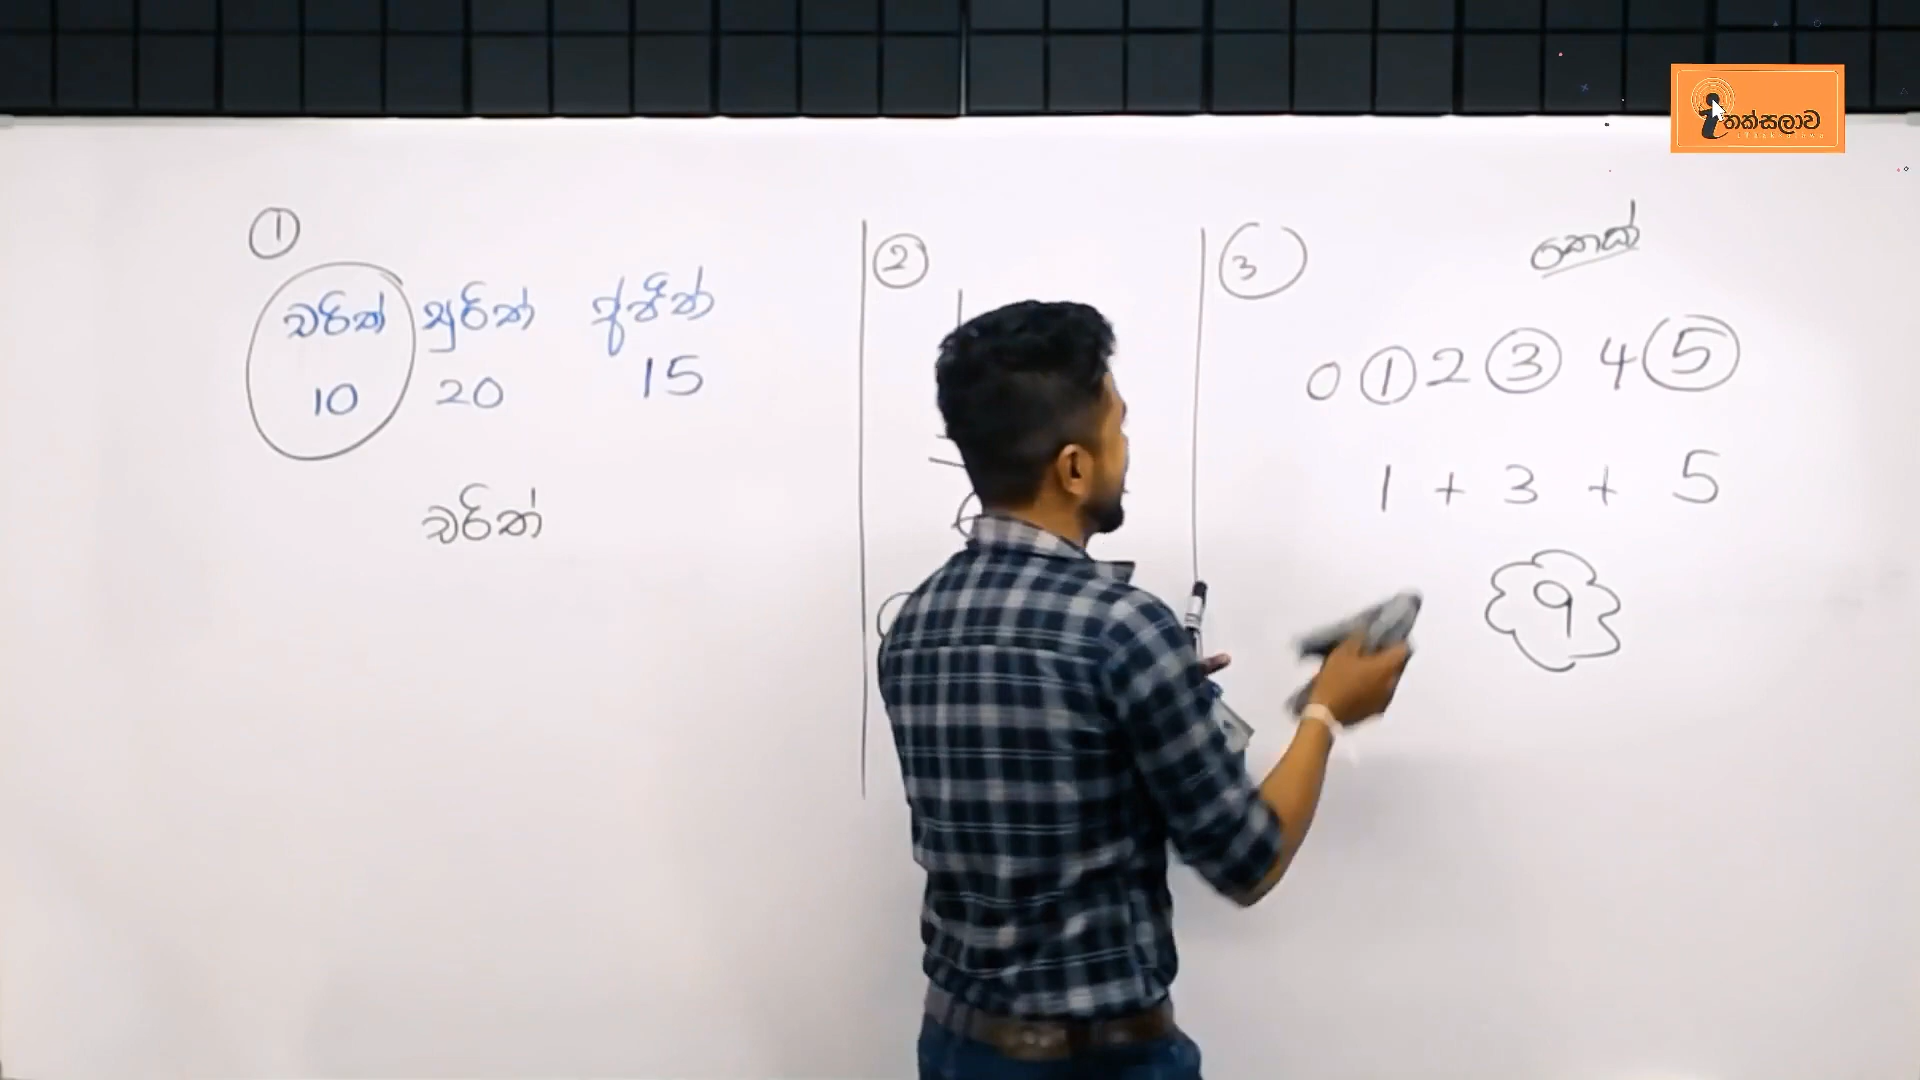 තක්සලාව
①
චරිත් සුරිත්
10 20 15
චරිත්
②
③
0 ① 2 ③ 4 ⑤
1 + 3 + 5
9